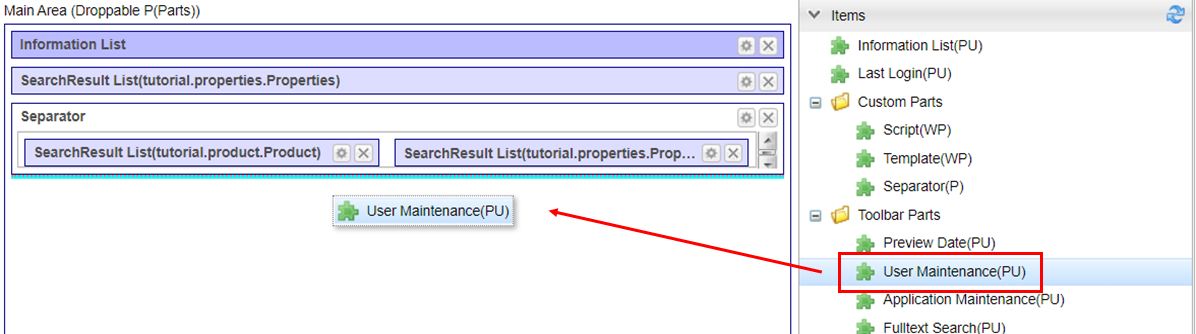 Main Area (Droppable P(Parts))
Information List
SearchResult List(tutorial.properties.Properties)
Separator
SearchResult List(tutorial.product.Product)
SearchResult List(tutorial.properties.Prop...
User Maintenance(PU)
Items
Information List(PU)
Last Login(PU)
Custom Parts
Script(WP)
Template(WP)
Separator(P)
Toolbar Parts
Preview Date(PU)
User Maintenance(PU)
Application Maintenance(PU)
Fulltext Search(PU)